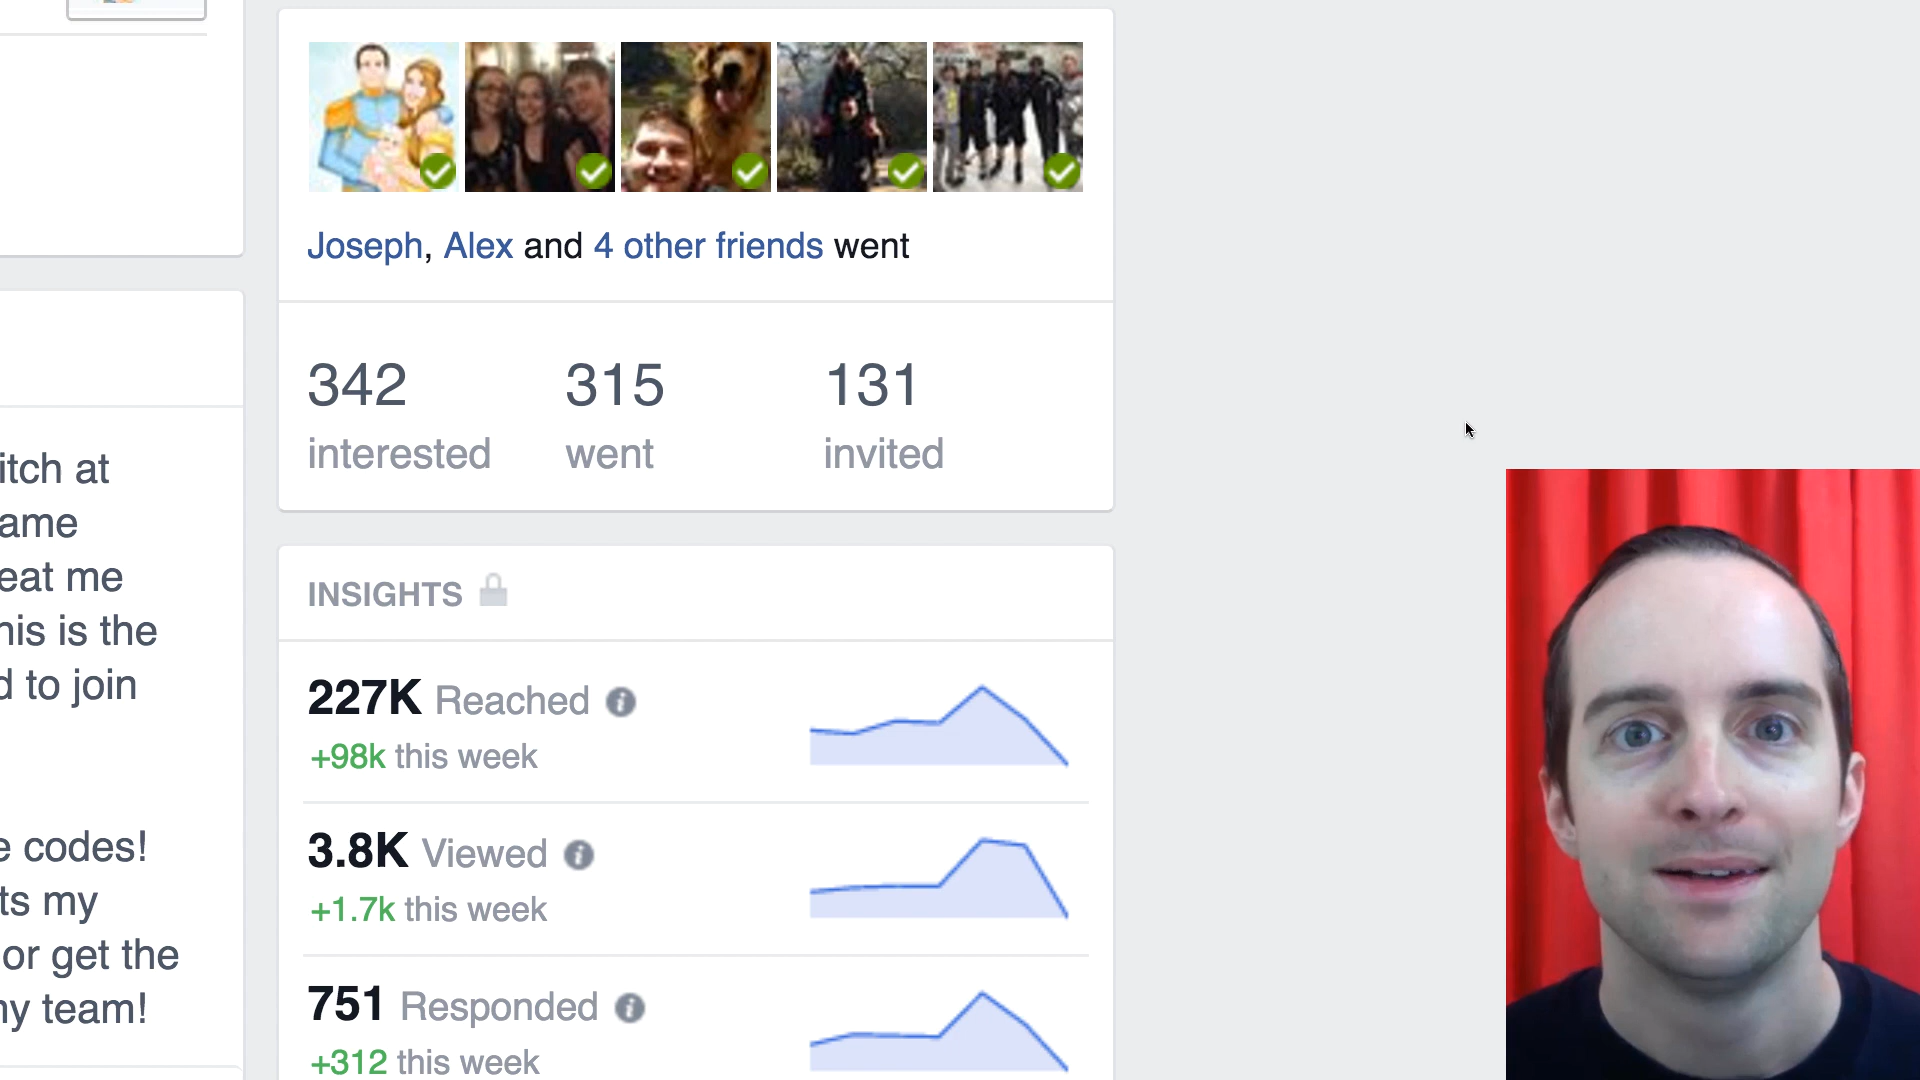 itch at
ame
eat me
his is the
d to join
e codes!
ts my
or get the
ny team!
Joseph, Alex and 4 other friends went
342 315 131
interested went invited
INSIGHTS
227K Reached
+98k this week
3.8K Viewed
+1.7k this week
751 Responded
+312 this week